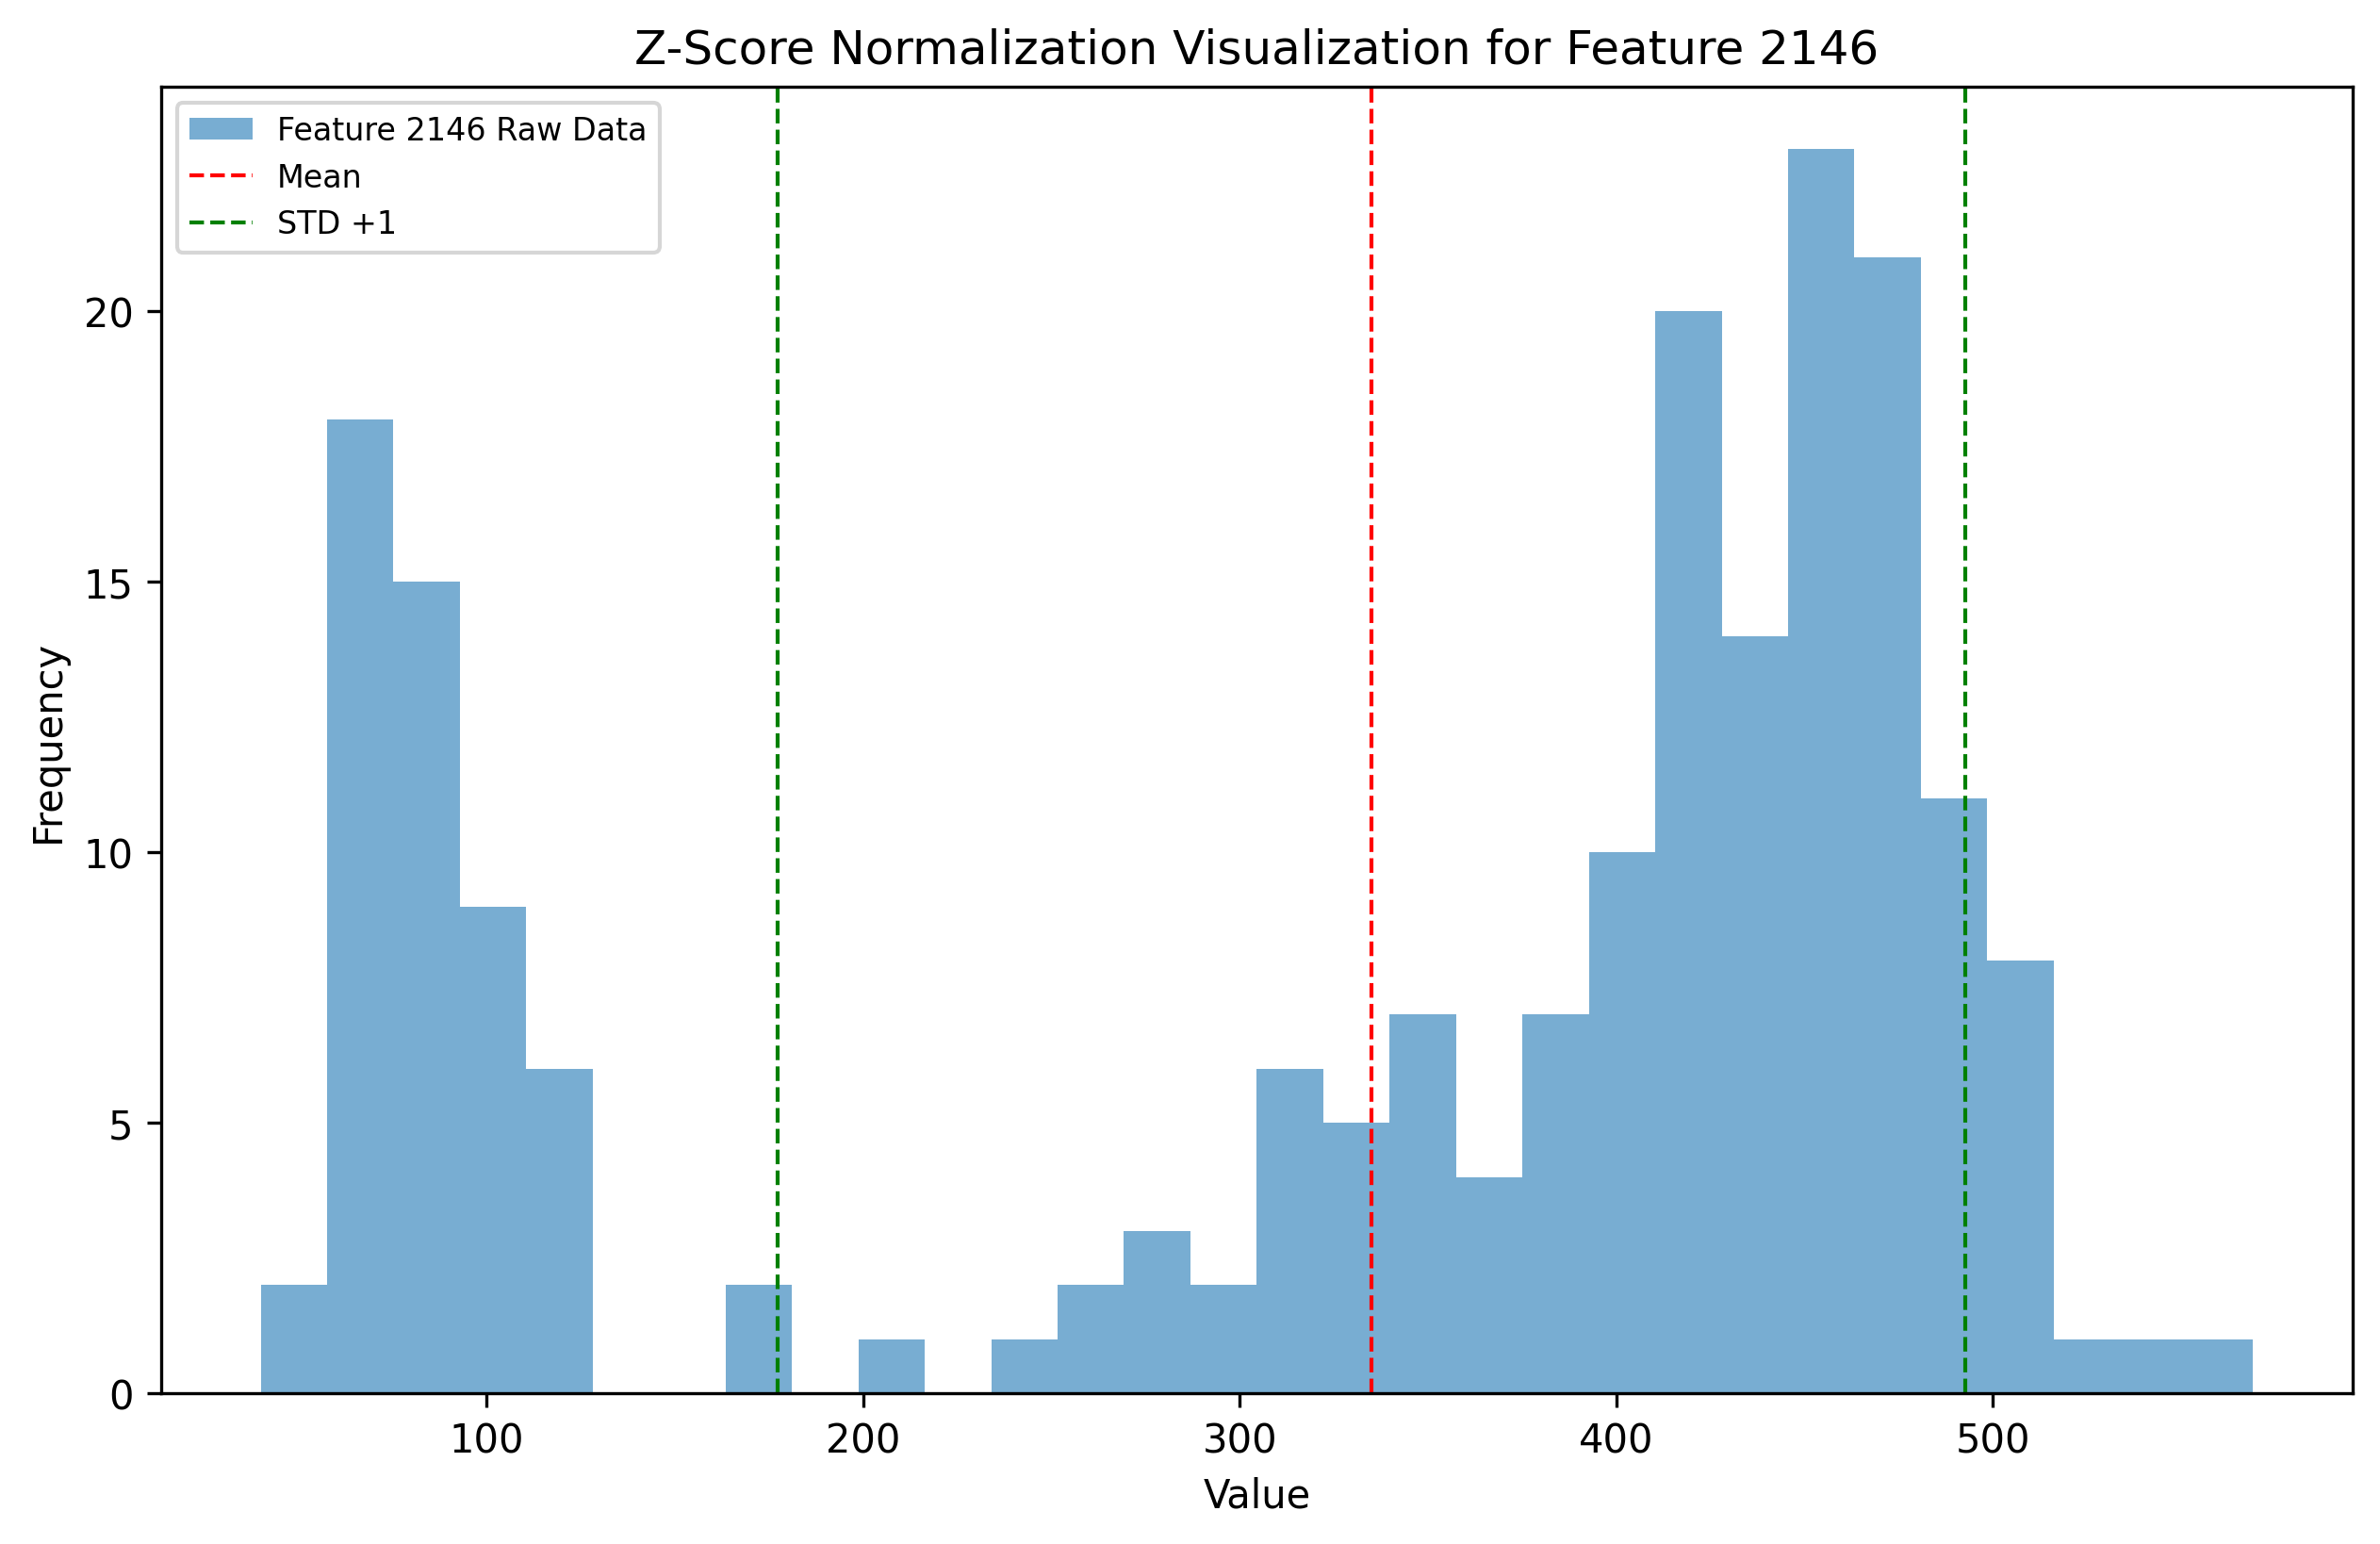 Z-Score Normalization Visualization for Feature 2146
Feature 2146 Raw Data
Mean
STD +1
20
15
10
5
0
Frequency
100 200 300 400 500
Value